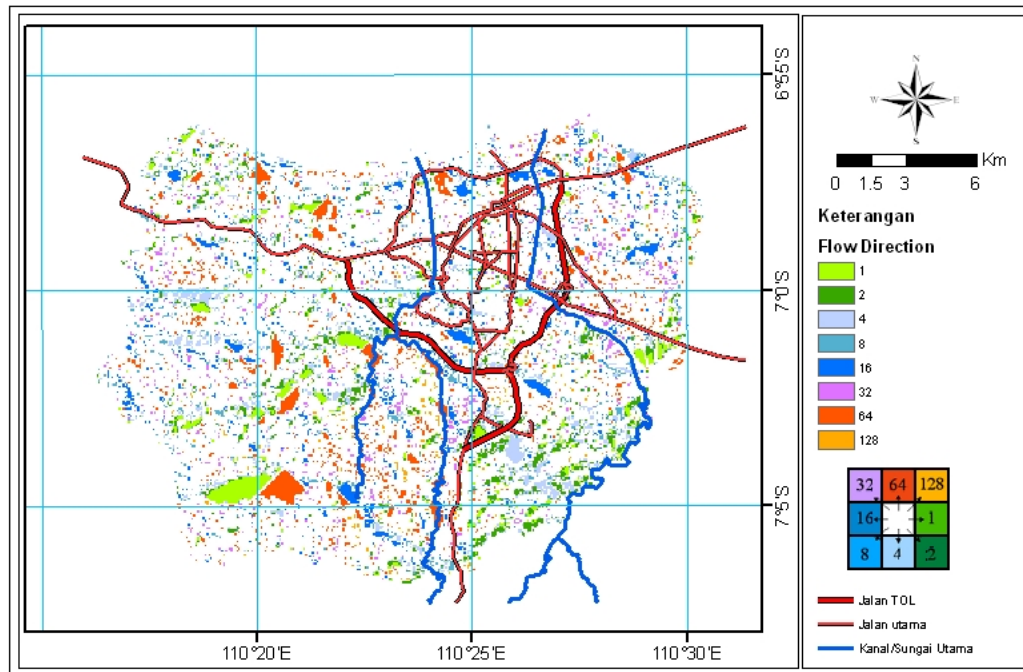 6°55'S
7°0'S
7°5'S
110°20'E
110°25'E
110°30'E
N
W
E
S
Km
0 1.5 3 6
Keterangan
Flow Direction
1
2
4
8
16
32
64
128
32 64 128
16 1
8 4 2
Jalan TOL
Jalan utama
Kanal/Sungai Utama